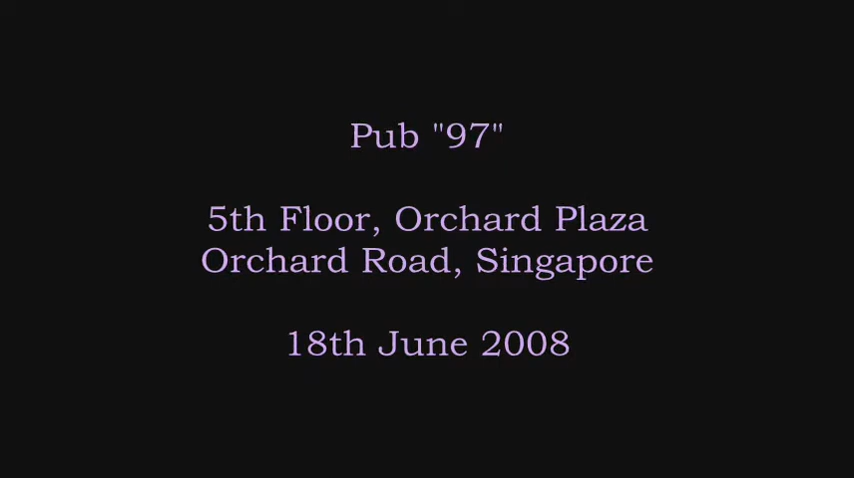 Pub "97"
5th Floor, Orchard Plaza
Orchard Road, Singapore
18th June 2008